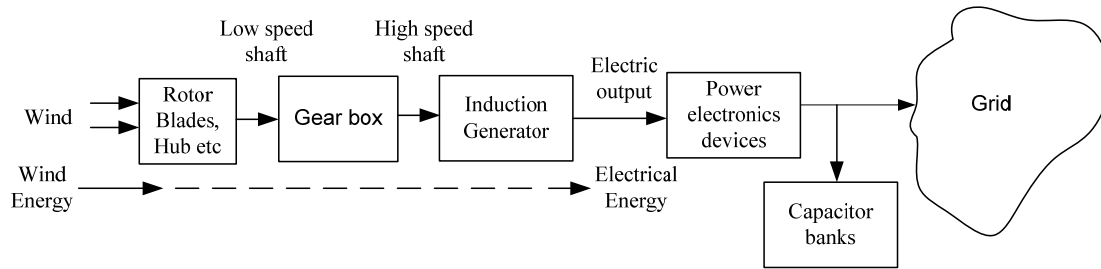 Low speed
shaft
High speed
shaft
Wind
Rotor
Blades,
Hub etc
Gear box
Induction
Generator
Electric
output
Power
electronics
devices
Grid
Wind
Energy
Electrical
Energy
Capacitor
banks